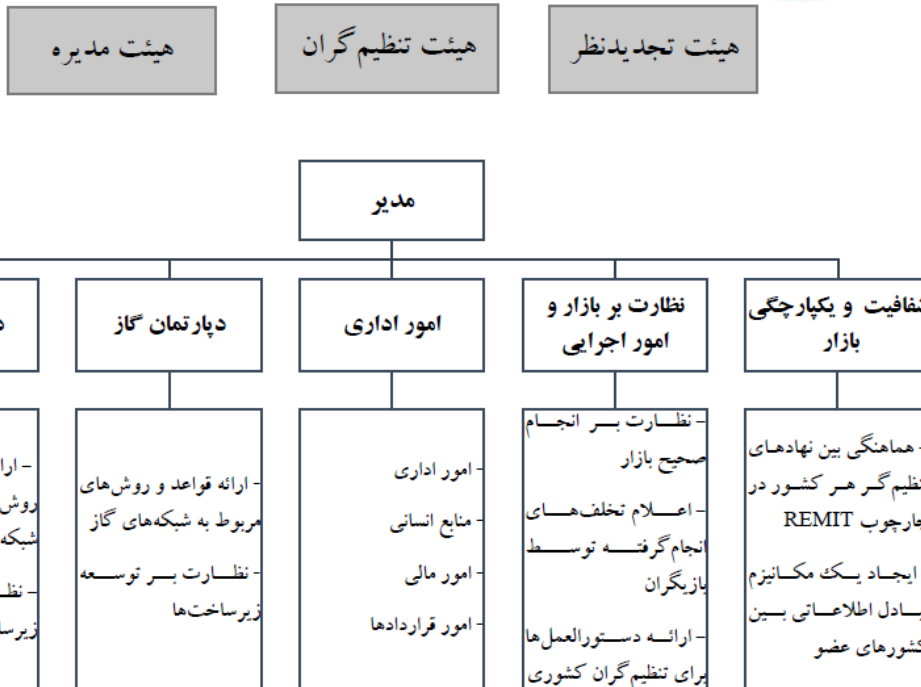 هیئت تجدیدنظر
هیئت تنظیم‌گران
هیئت مدیره
مدیر
شفافیت و یکپارچگی
بازار
نظارت بر بازار و
امور اجرایی
امور اداری
دپارتمان گاز
- هماهنگی بین نهادهای
تنظیم‌گر هر کشور در
چارچوب REMIT
ایجاد یک مکانیزم
تبادل اطلاعاتی بین
کشورهای عضو
- نظارت بر انجام
صحیح بازار
- اعلام تخلف‌های
انجام‌گرفته توسط
بازیگران
- ارائه دستورالعمل‌ها
برای تنظیم‌گران کشوری
- امور اداری
- منابع انسانی
- امور مالی
- امور قراردادها
- ارائه قواعد و روش‌های
مربوط به شبکه‌های گاز
- نظارت بر توسعه
زیرساخت‌ها